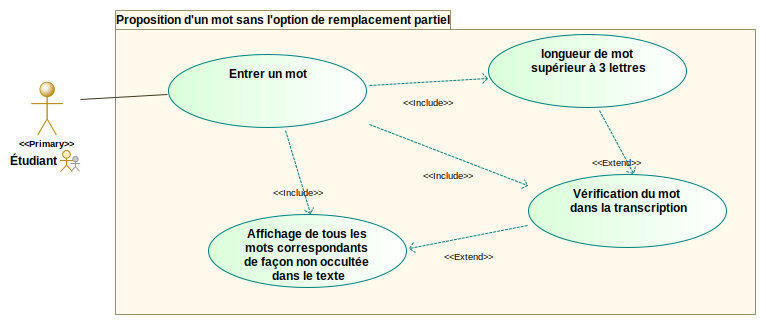 Proposition d'un mot sans l'option de remplacement partiel
longueur de mot
supérieur à 3 lettres
Entrer un mot
<<Include>>
<<Primary>>
Étudiant
<<Extend>>
<<Include>>
<<Include>>
Vérification du mot
dans la transcription
Affichage de tous les
mots correspondants
de façon non occultée
dans le texte
<<Extend>>